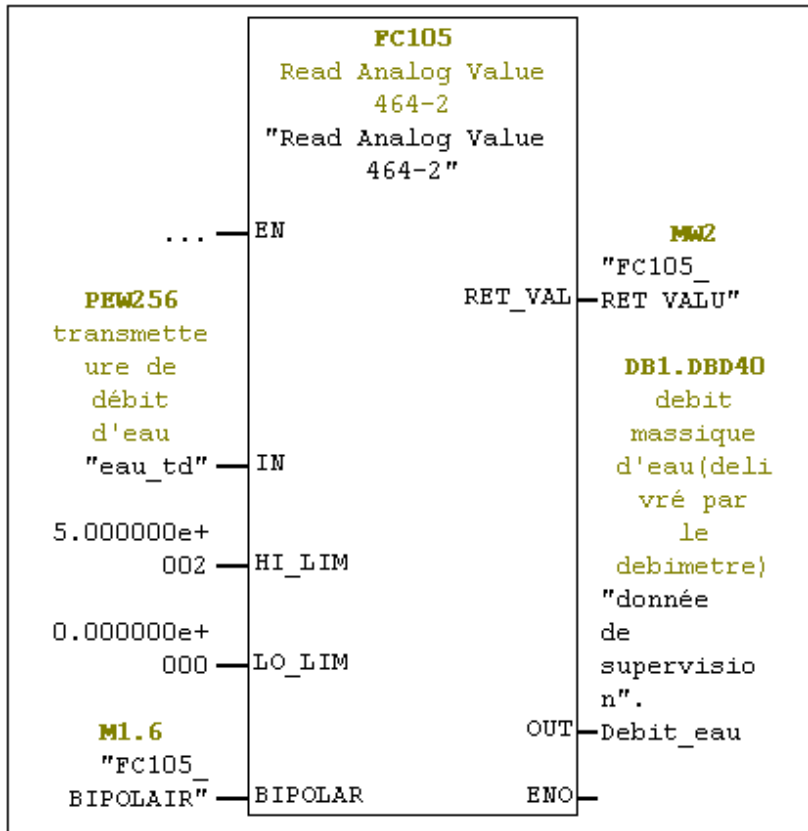 FC105
Read Analog Value
464-2
"Read Analog Value
464-2"
... EN
MW2
"FC105_
RET_VAL RET VALU"
PEW256
transmette
ure de
débit
d'eau
"eau_td" IN
DB1.DBD40
debit
massique
d'eau(deli
vré par
le
debimetre)
5.000000e+
002 HI_LIM
0.000000e+
000 LO_LIM
"donnée
de
supervisio
n".
OUT Debit_eau
M1.6
"FC105_
BIPOLAIR" BIPOLAR
ENO